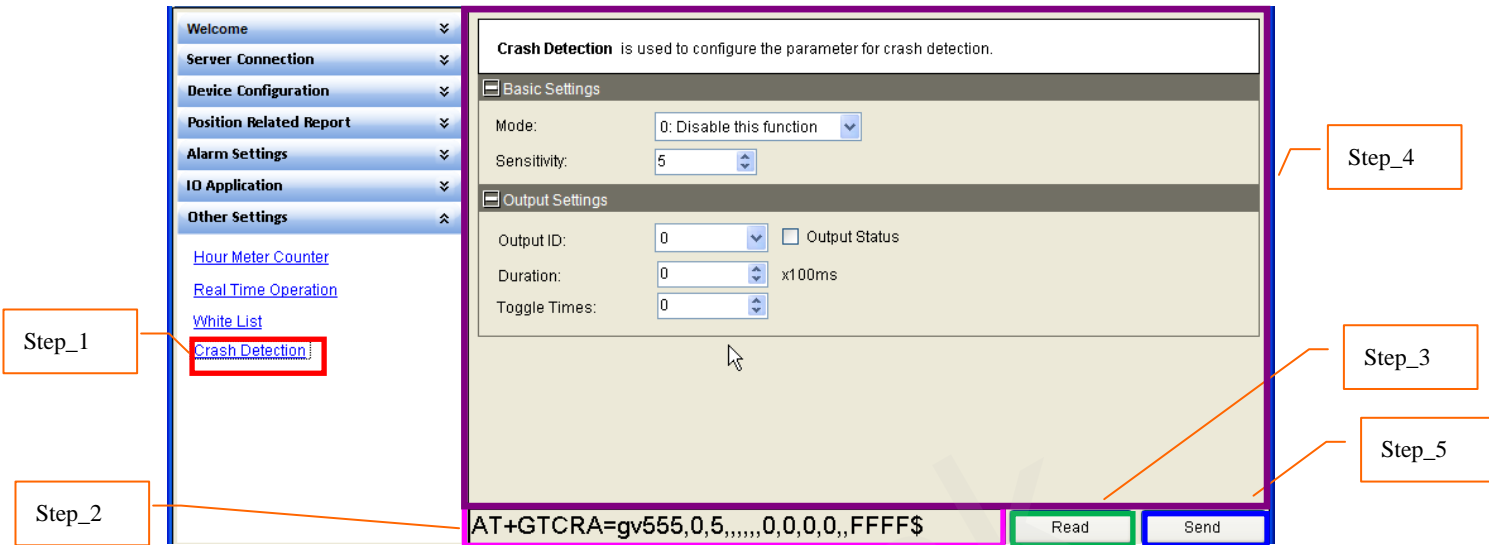 Welcome
Server Connection
Device Configuration
Position Related Report
Alarm Settings
IO Application
Other Settings
Hour Meter Counter
Real Time Operation
White List
Crash Detection
Crash Detection is used to configure the parameter for crash detection.
Basic Settings
Mode: 0: Disable this function
Sensitivity: 5
Output Settings
Output ID: 0 Output Status
Duration: 0 x100ms
Toggle Times: 0
AT+GTCRA=gv555,0,5,,,,,,0,0,0,0,,FFFF$
Read
Send
Step_1
Step_2
Step_3
Step_4
Step_5